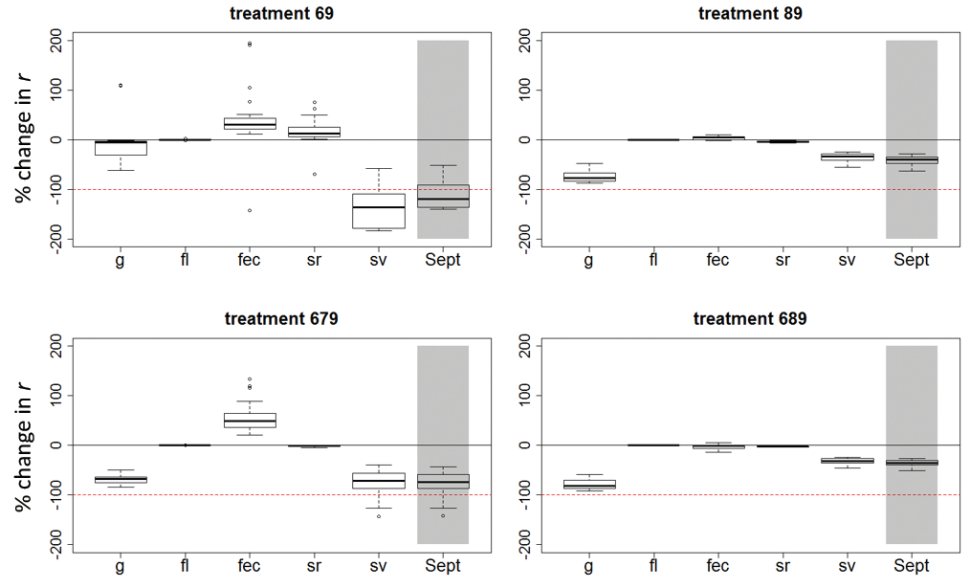 treatment 69
% change in r
200
100
0
-100
-200
g fl fec sr sv Sept
treatment 89
200
100
0
-100
-200
g fl fec sr sv Sept
treatment 679
% change in r
200
100
0
-100
-200
g fl fec sr sv Sept
treatment 689
200
100
0
-100
-200
g fl fec sr sv Sept